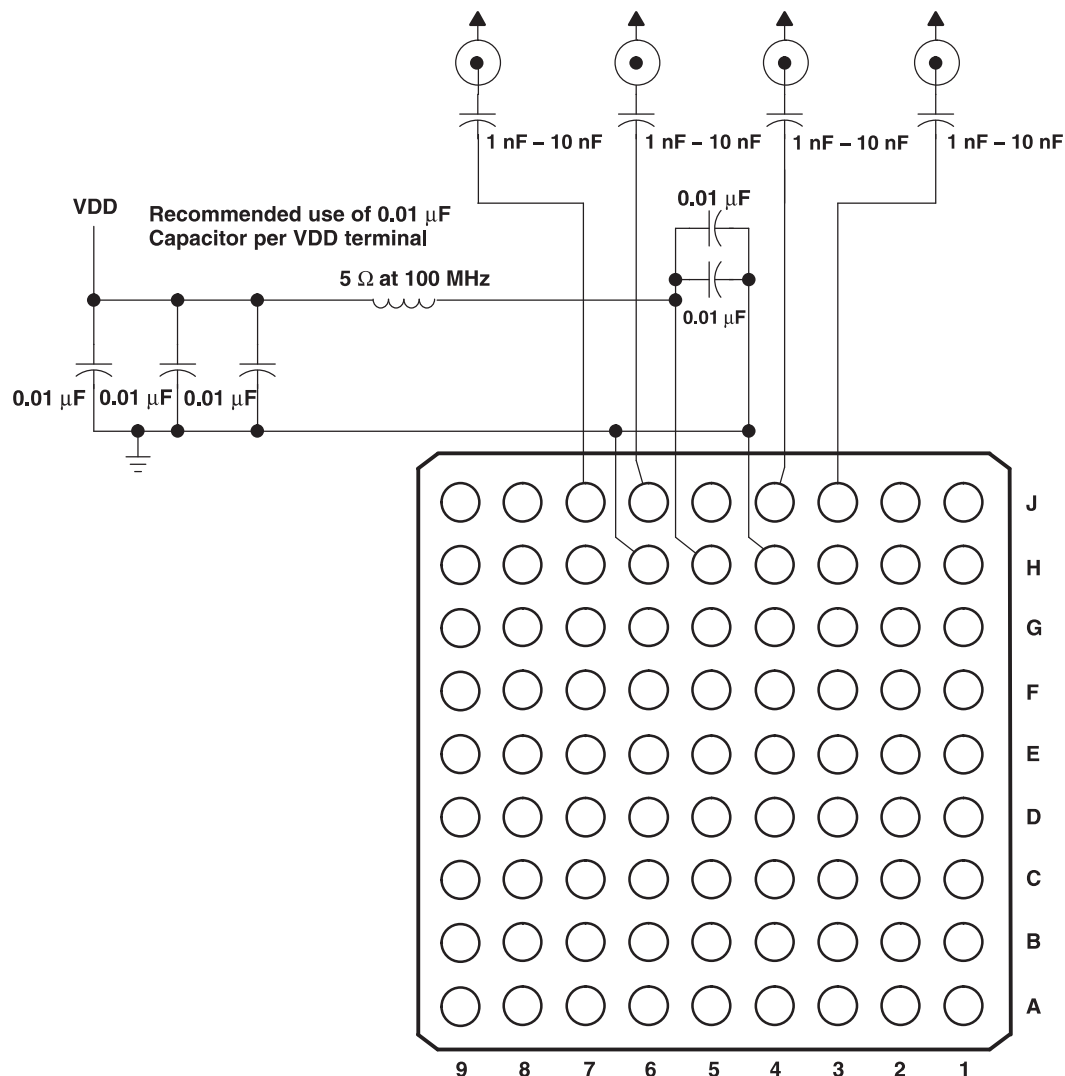 1 nF – 10 nF
1 nF – 10 nF
1 nF – 10 nF
1 nF – 10 nF
VDD
Recommended use of 0.01 μF
Capacitor per VDD terminal
0.01 μF
5 Ω at 100 MHz
0.01 μF
0.01 μF
0.01 μF
0.01 μF
J
H
G
F
E
D
C
B
A
9 8 7 6 5 4 3 2 1